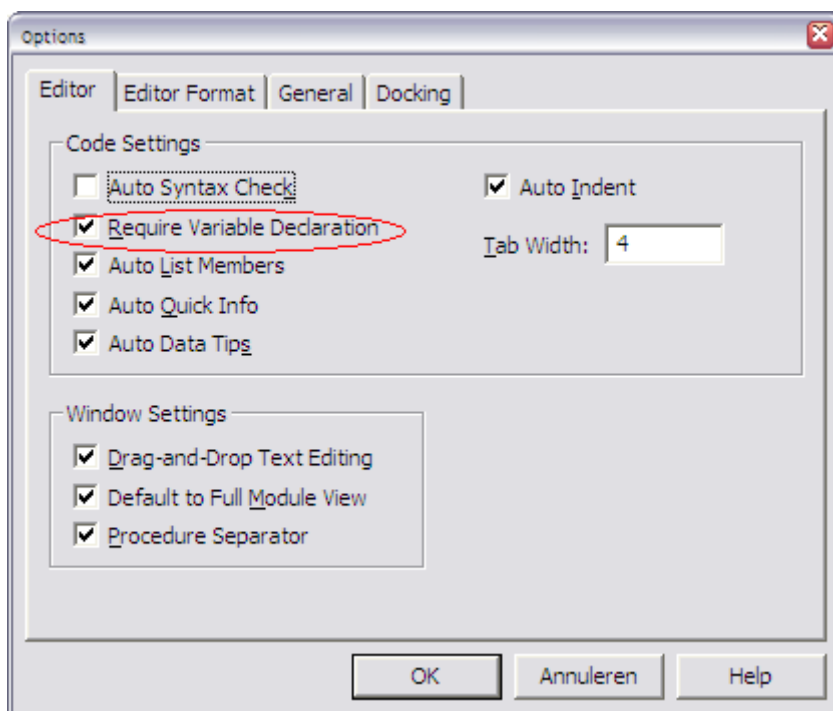 Options
Editor Editor Format General Docking
Code Settings
Auto Syntax Check Auto Indent
Require Variable Declaration Tab Width: 4
Auto List Members
Auto Quick Info
Auto Data Tips
Window Settings
Drag-and-Drop Text Editing
Default to Full Module View
Procedure Separator
OK Annuleren Help